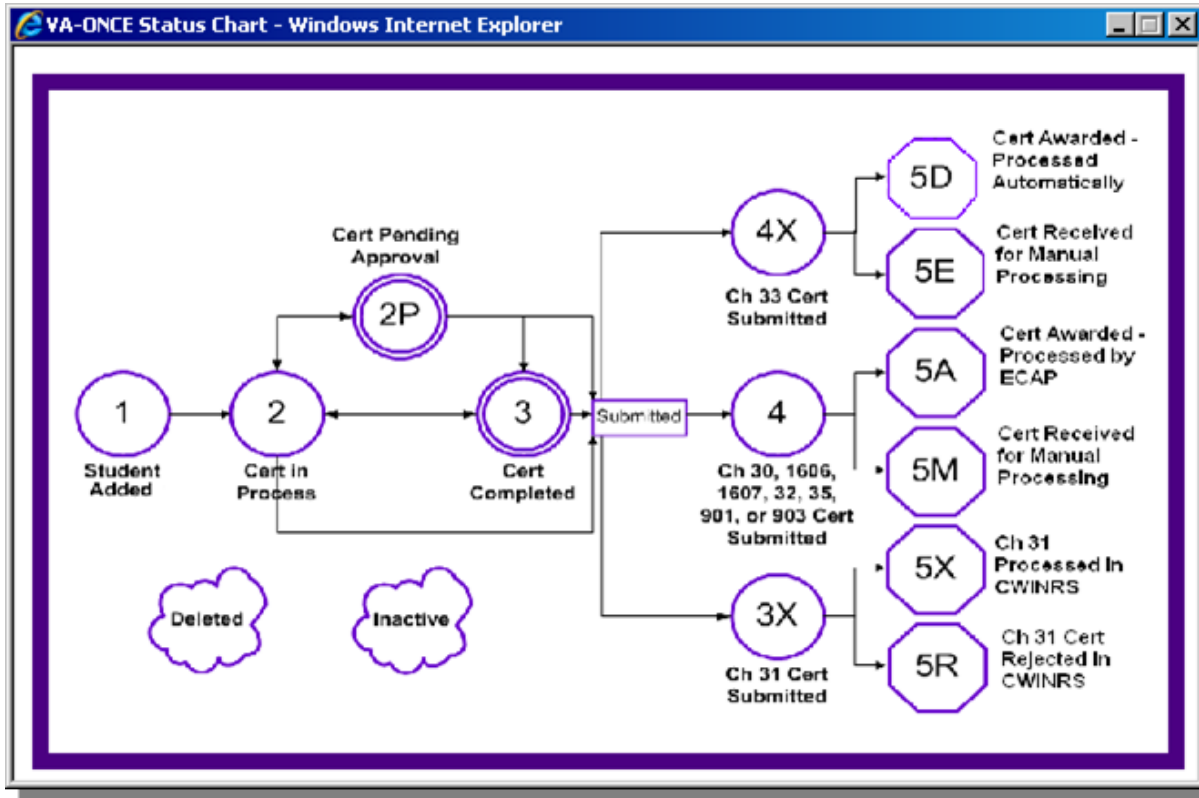 VA-ONCE Status Chart - Windows Internet Explorer
Cert Pending
Approval
2P
1
Student
Added
2
Cert in
Process
3
Cert
Completed
Submitted
Deleted
Inactive
4X
Ch 33 Cert
Submitted
4
Ch 30, 1606,
1607, 32, 35,
901, or 903 Cert
Submitted
3X
Ch 31 Cert
Submitted
5D
Cert Awarded -
Processed
Automatically
5E
Cert Received
for Manual
Processing
5A
Cert Awarded -
Processed by
ECAP
5M
Cert Received
for Manual
Processing
5X
Ch 31
Processed in
CWINRS
5R
Ch 31 Cert
Rejected in
CWINRS